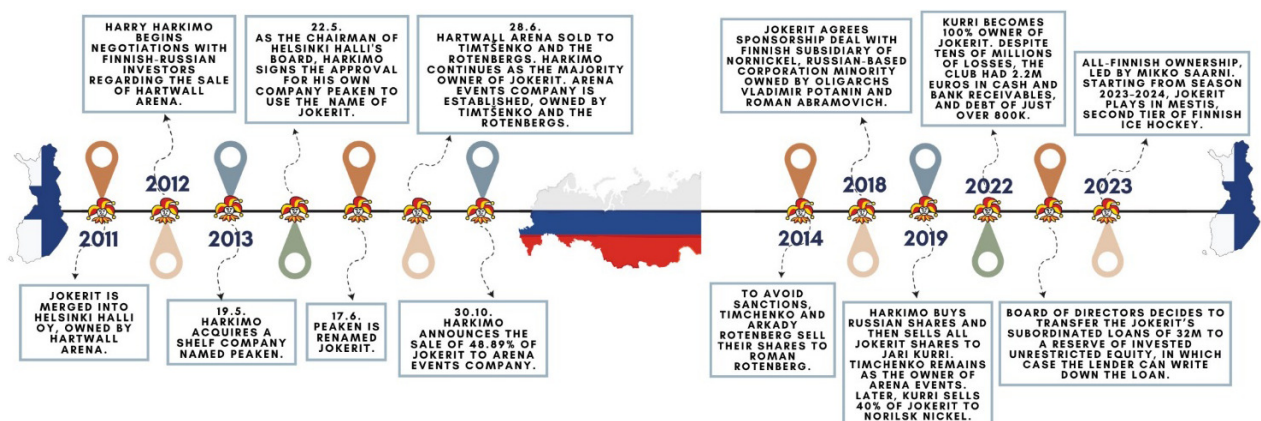 HARRY HARKIMO
BEGINS
NEGOTIATIONS WITH
FINNISH-RUSSIAN
INVESTORS
REGARDING THE SALE
OF HARTWALL
ARENA.
22.5.
AS THE CHAIRMAN OF
HELSINKI HALLI'S
BOARD, HARKIMO
SIGNS THE APPROVAL
FOR HIS OWN
COMPANY PEAKEN TO
USE THE NAME OF
JOKERIT.
28.6.
HARTWALL ARENA SOLD TO
TIMTŠENKO AND THE
ROTENBERGS. HARKIMO
CONTINUES AS THE MAJORITY
OWNER OF JOKERIT. ARENA
EVENTS COMPANY IS
ESTABLISHED, OWNED BY
TIMTŠENKO AND THE
ROTENBERGS.
JOKERIT AGREES
SPONSORSHIP DEAL WITH
FINNISH SUBSIDIARY OF
NORNICKEL, RUSSIAN-BASED
CORPORATION MINORITY
OWNED BY OLIGARCHS
VLADIMIR POTANIN AND
ROMAN ABRAMOVICH.
KURRI BECOMES
100% OWNER OF
JOKERIT. DESPITE
TENS OF MILLIONS
OF LOSSES, THE
CLUB HAD 2.2M
EUROS IN CASH AND
BANK RECEIVABLES,
AND DEBT OF JUST
OVER 800K.
ALL-FINNISH OWNERSHIP,
LED BY MIKKO SAARNI.
STARTING FROM SEASON
2023-2024, JOKERIT
PLAYS IN MESTIS,
SECOND TIER OF FINNISH
ICE HOCKEY.
2011
2012
2013
2014
2018
2019
2022
2023
JOKERIT IS
MERGED INTO
HELSINKI HALLI
OY, OWNED BY
HARTWALL
ARENA.
19.5.
HARKIMO
ACQUIRES A
SHELF COMPANY
NAMED PEAKEN.
17.6.
PEAKEN IS
RENAMED
JOKERIT.
30.10.
HARKIMO
ANNOUNCES THE
SALE OF 48.89% OF
JOKERIT TO ARENA
EVENTS COMPANY.
TO AVOID
SANCTIONS,
TIMCHENKO AND
ARKADY
ROTENBERG SELL
THEIR SHARES TO
ROMAN
ROTENBERG.
HARKIMO BUYS
RUSSIAN SHARES AND
THEN SELLS ALL
JOKERIT SHARES TO
JARI KURRI.
TIMCHENKO REMAINS
AS THE OWNER OF
ARENA EVENTS.
LATER, KURRI SELLS
40% OF JOKERIT TO
NORILSK NICKEL.
BOARD OF DIRECTORS DECIDES TO
TRANSFER THE JOKERIT'S
SUBORDINATED LOANS OF 32M TO
A RESERVE OF INVESTED
UNRESTRICTED EQUITY, IN WHICH
CASE THE LENDER CAN WRITE
DOWN THE LOAN.